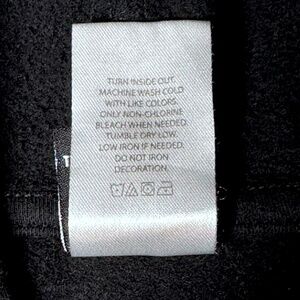 TURN INSIDE OUT.
MACHINE WASH COLD
WITH LIKE COLORS.
ONLY NON-CHLORINE
BLEACH WHEN NEEDED.
TUMBLE DRY LOW.
LOW IRON IF NEEDED.
DO NOT IRON
DECORATION.